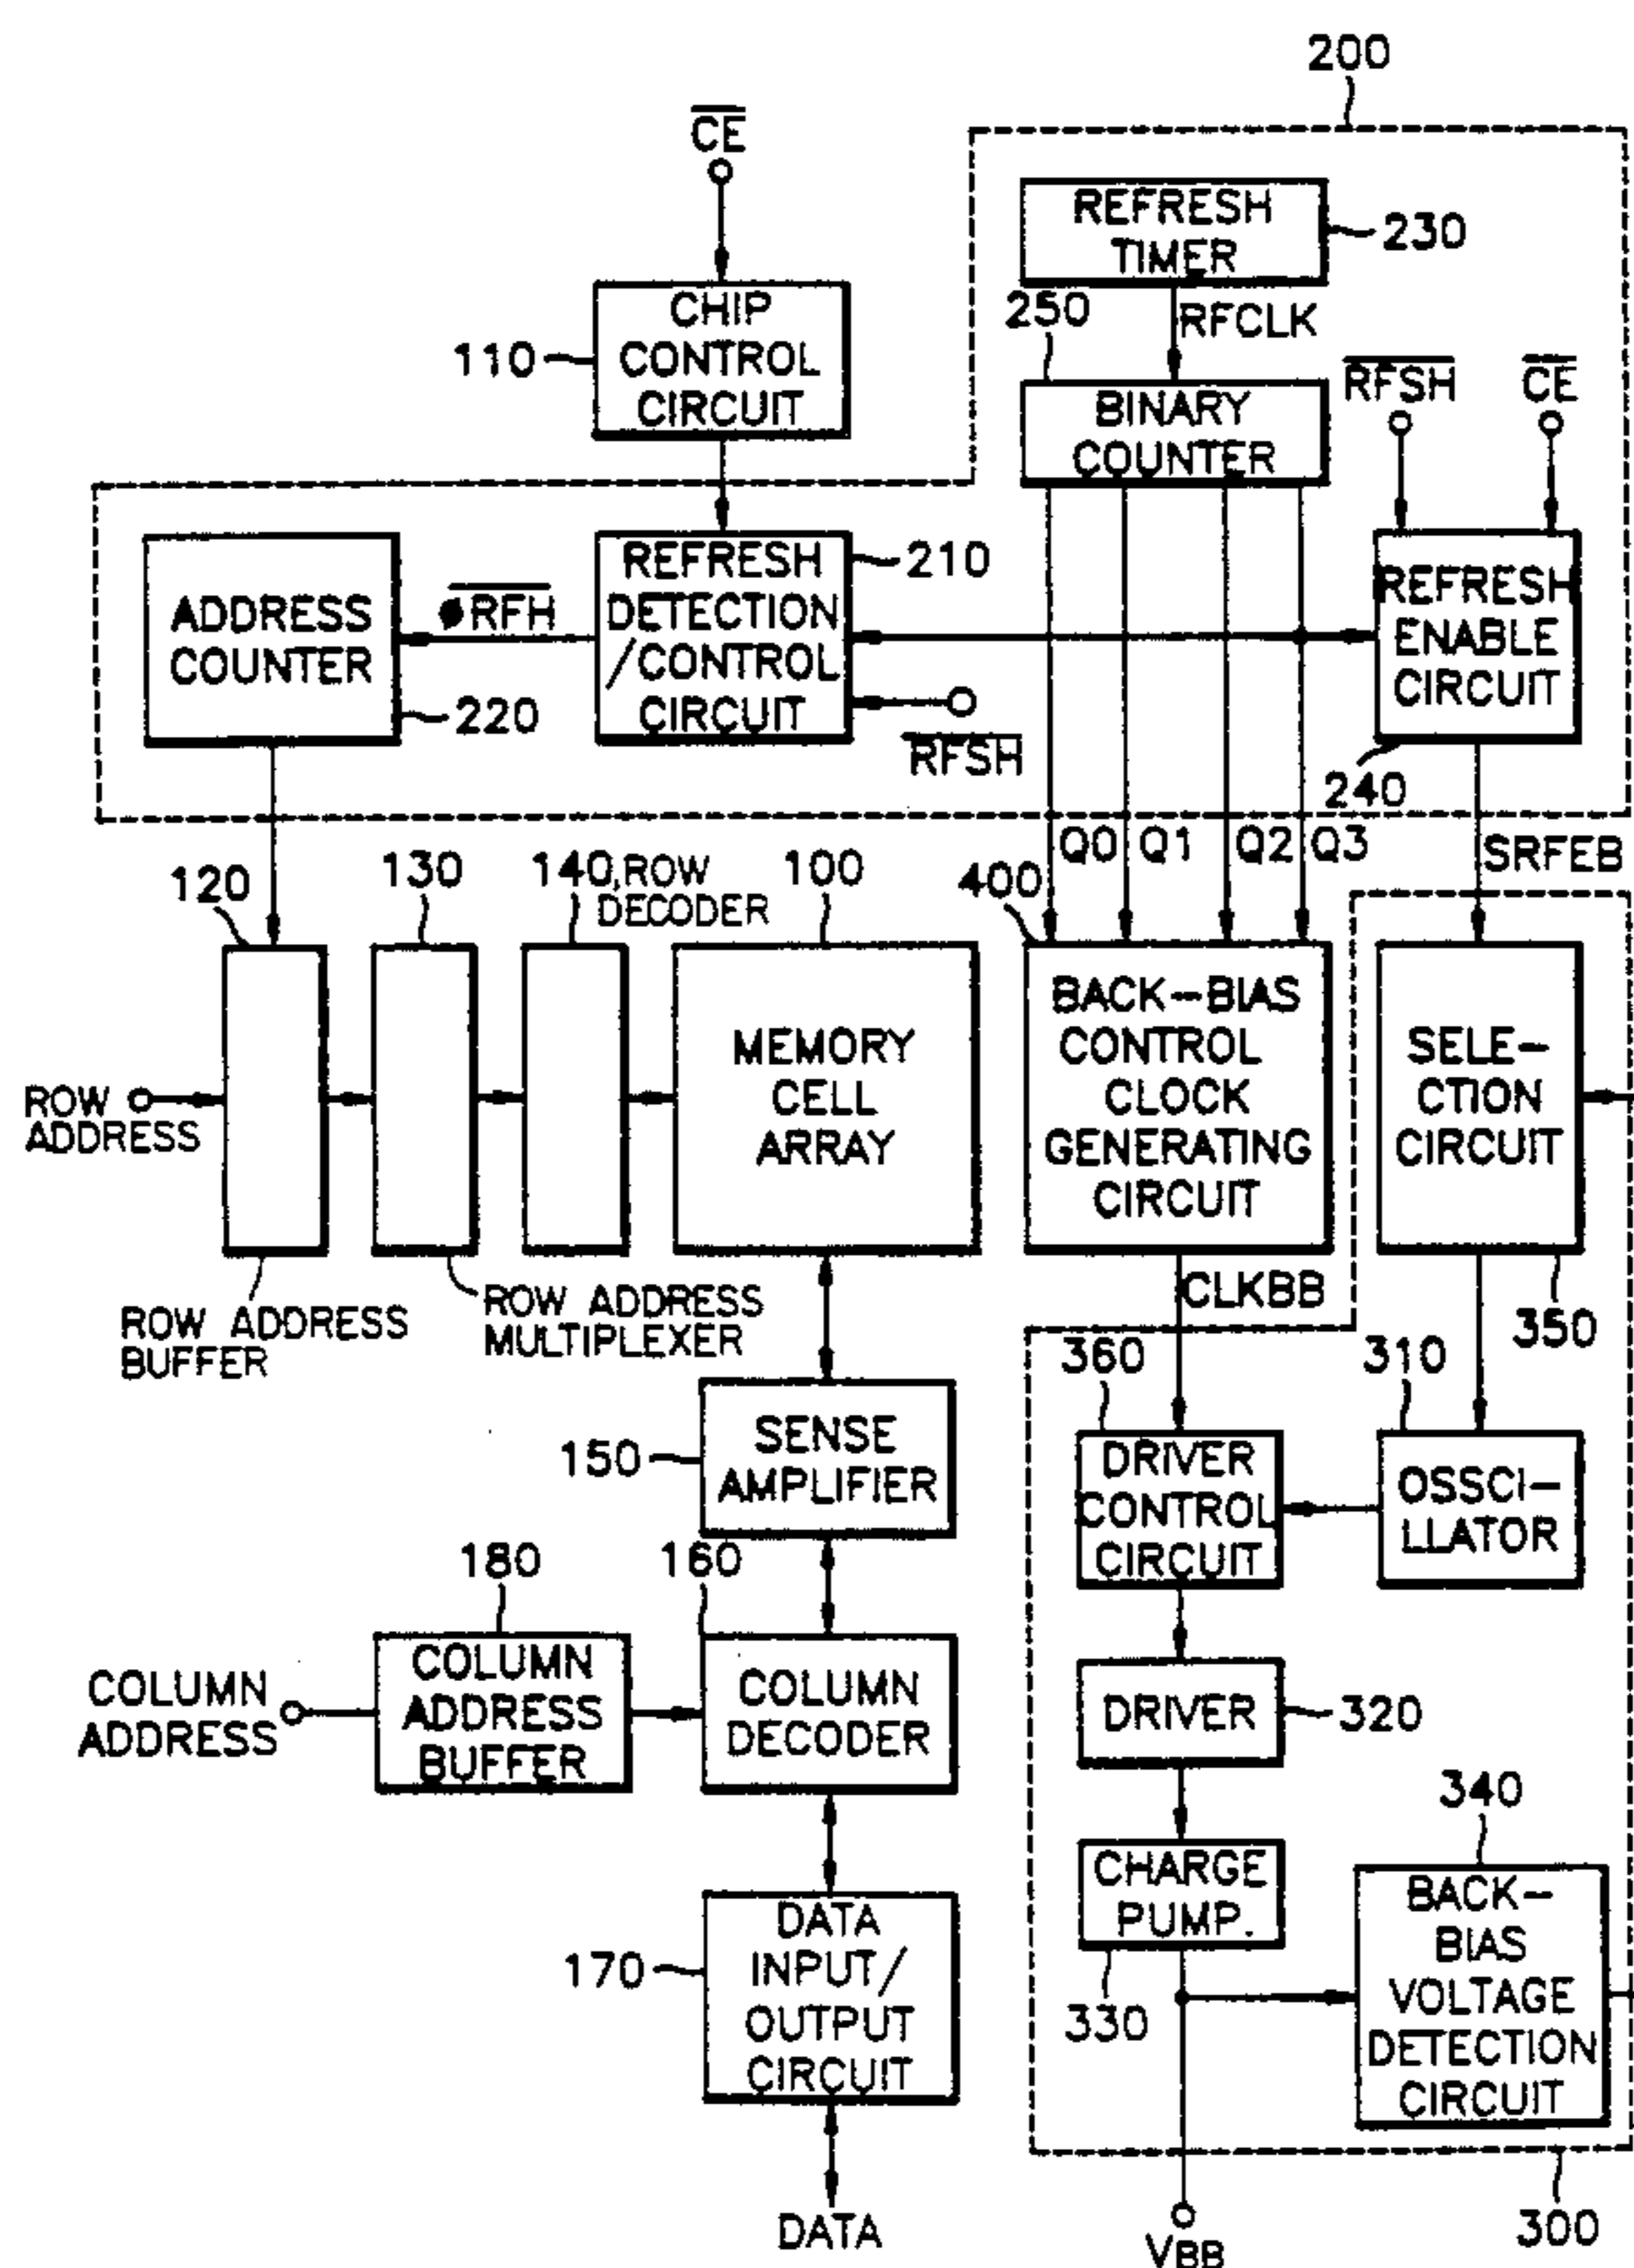 200
C̅E̅
REFRESH
TIMER
230
CHIP
CONTROL
CIRCUIT
110
250
RFCLK
R̅F̅S̅H̅
C̅E̅
BINARY
COUNTER
ADDRESS
COUNTER
220
ø R̅F̅H̅
REFRESH
DETECTION
/CONTROL
CIRCUIT
210
R̅F̅S̅H̅
REFRESH
ENABLE
CIRCUIT
240
Q0 Q1 Q2 Q3
SRFEB
120
130
140, ROW
DECODER
100
400
ROW
ADDRESS
MEMORY
CELL
ARRAY
BACK-BIAS
CONTROL
CLOCK
GENERATING
CIRCUIT
SELE-
CTION
CIRCUIT
350
ROW ADDRESS
BUFFER
ROW ADDRESS
MULTIPLEXER
CLKBB
360
310
150
SENSE
AMPLIFIER
DRIVER
CONTROL
CIRCUIT
OSSCI-
LLATOR
180
160
COLUMN
ADDRESS
COLUMN
ADDRESS
BUFFER
COLUMN
DECODER
DRIVER
320
340
CHARGE
PUMP.
330
BACK-
BIAS
VOLTAGE
DETECTION
CIRCUIT
170
DATA
INPUT/
OUTPUT
CIRCUIT
DATA
VBB
300